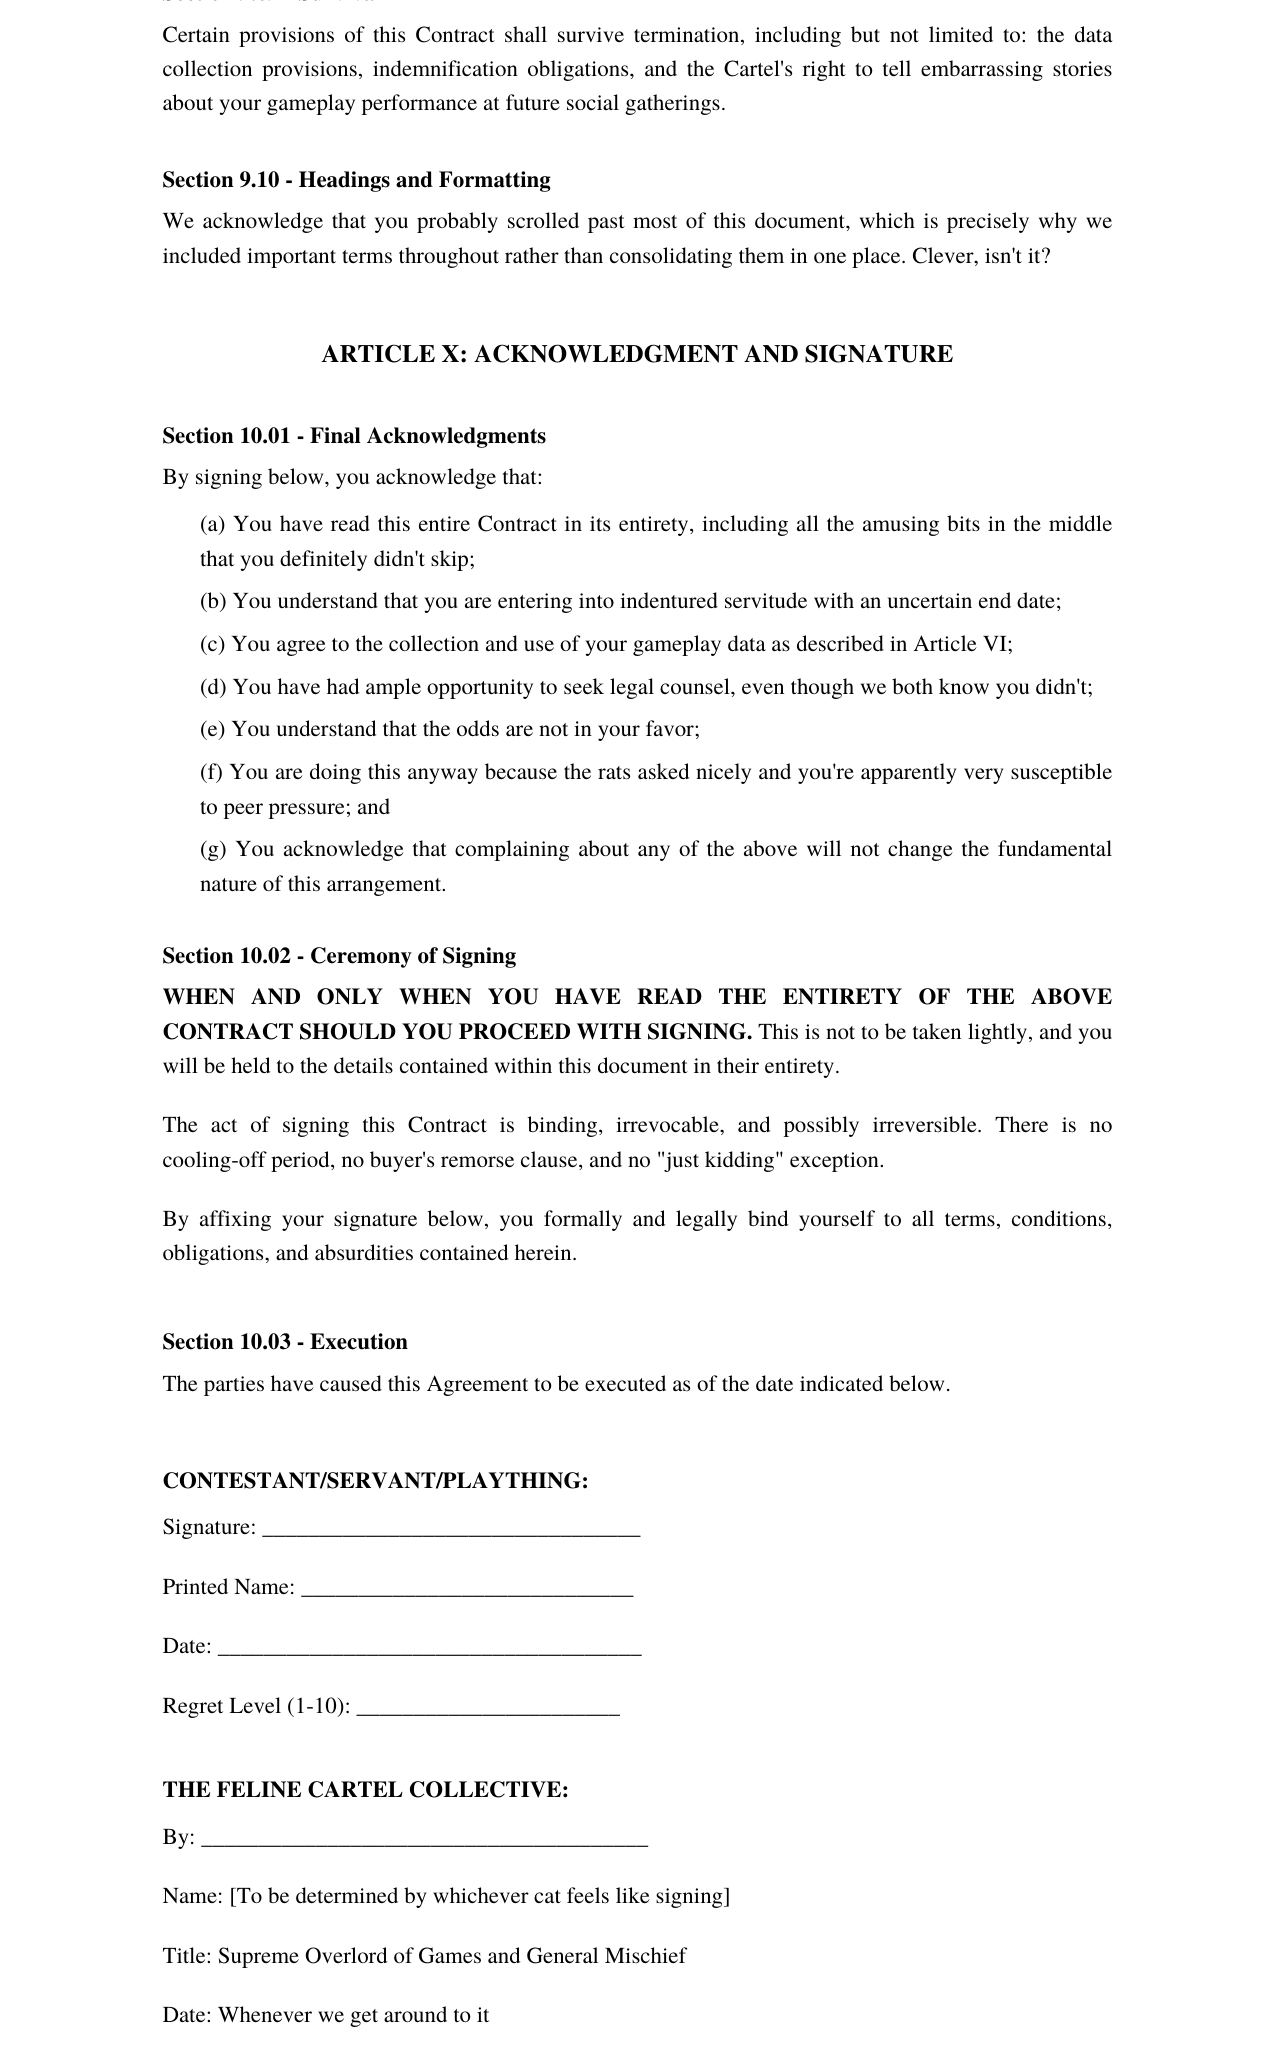 Certain provisions of this Contract shall survive termination, including but not limited to: the data
collection provisions, indemnification obligations, and the Cartel's right to tell embarrassing stories
about your gameplay performance at future social gatherings.
Section 9.10 - Headings and Formatting
We acknowledge that you probably scrolled past most of this document, which is precisely why we
included important terms throughout rather than consolidating them in one place. Clever, isn't it?
ARTICLE X: ACKNOWLEDGMENT AND SIGNATURE
Section 10.01 - Final Acknowledgments
By signing below, you acknowledge that:
(a) You have read this entire Contract in its entirety, including all the amusing bits in the middle
that you definitely didn't skip;
(b) You understand that you are entering into indentured servitude with an uncertain end date;
(c) You agree to the collection and use of your gameplay data as described in Article VI;
(d) You have had ample opportunity to seek legal counsel, even though we both know you didn't;
(e) You understand that the odds are not in your favor;
(f) You are doing this anyway because the rats asked nicely and you're apparently very susceptible
to peer pressure; and
(g) You acknowledge that complaining about any of the above will not change the fundamental
nature of this arrangement.
Section 10.02 - Ceremony of Signing
WHEN AND ONLY WHEN YOU HAVE READ THE ENTIRETY OF THE ABOVE
CONTRACT SHOULD YOU PROCEED WITH SIGNING. This is not to be taken lightly, and you
will be held to the details contained within this document in their entirety.
The act of signing this Contract is binding, irrevocable, and possibly irreversible. There is no
cooling-off period, no buyer's remorse clause, and no "just kidding" exception.
By affixing your signature below, you formally and legally bind yourself to all terms, conditions,
obligations, and absurdities contained herein.
Section 10.03 - Execution
The parties have caused this Agreement to be executed as of the date indicated below.
CONTESTANT/SERVANT/PLAYTHING:
Signature: _________________________________
Printed Name: _____________________________
Date: _____________________________________
Regret Level (1-10): _______________________
THE FELINE CARTEL COLLECTIVE:
By: _______________________________________
Name: [To be determined by whichever cat feels like signing]
Title: Supreme Overlord of Games and General Mischief
Date: Whenever we get around to it